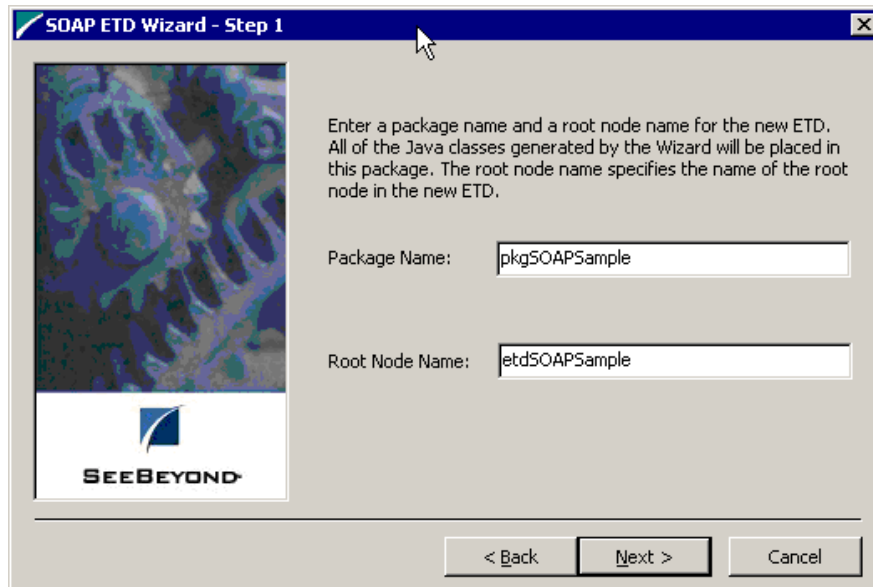 SOAP ETD Wizard - Step 1
Enter a package name and a root node name for the new ETD.
All of the Java classes generated by the Wizard will be placed in
this package. The root node name specifies the name of the root
node in the new ETD.
Package Name: pkgSOAPSample
Root Node Name: etdSOAPSample
SEEBEYOND
< Back Next > Cancel